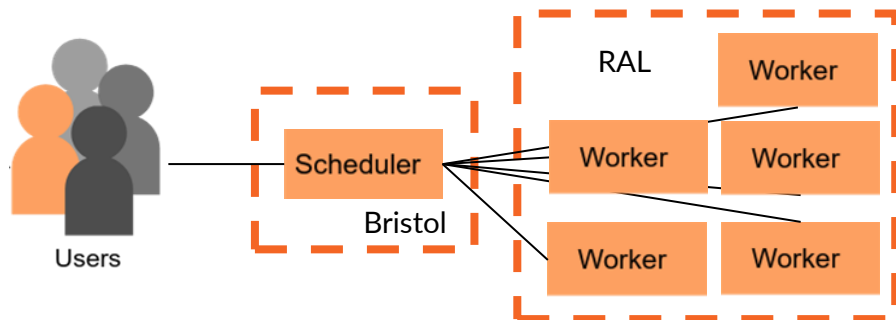 RAL
Worker
Scheduler
Worker
Worker
Bristol
Users
Worker
Worker